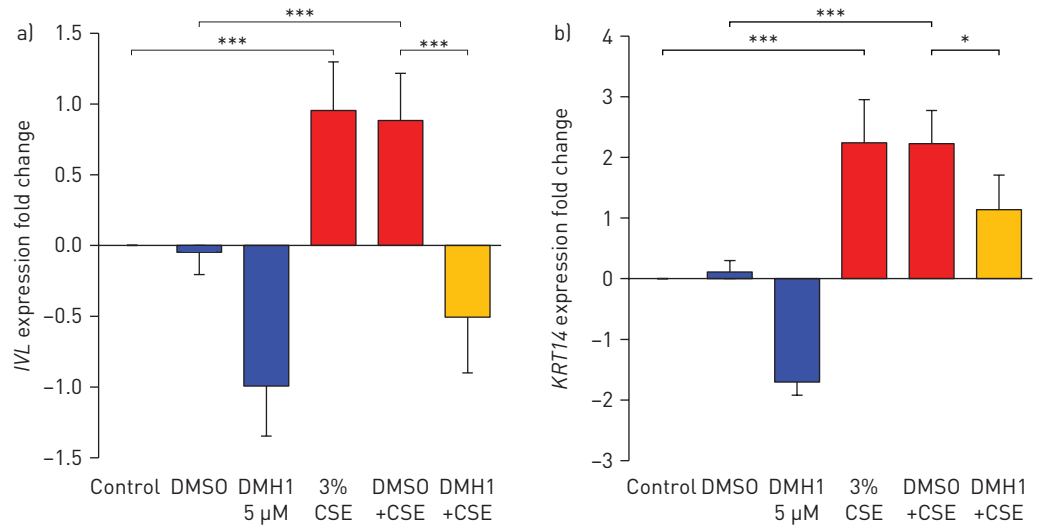 a)
***
***
***
IVL expression fold change
1.5
1.0
0.5
0.0
−0.5
−1.0
−1.5
Control DMSO DMH1 3% DMSO DMH1
5 µM CSE +CSE +CSE
b)
***
***
*
KRT14 expression fold change
4
3
2
1
0
−1
−2
−3
Control DMSO DMH1 3% DMSO DMH1
5 µM CSE +CSE +CSE